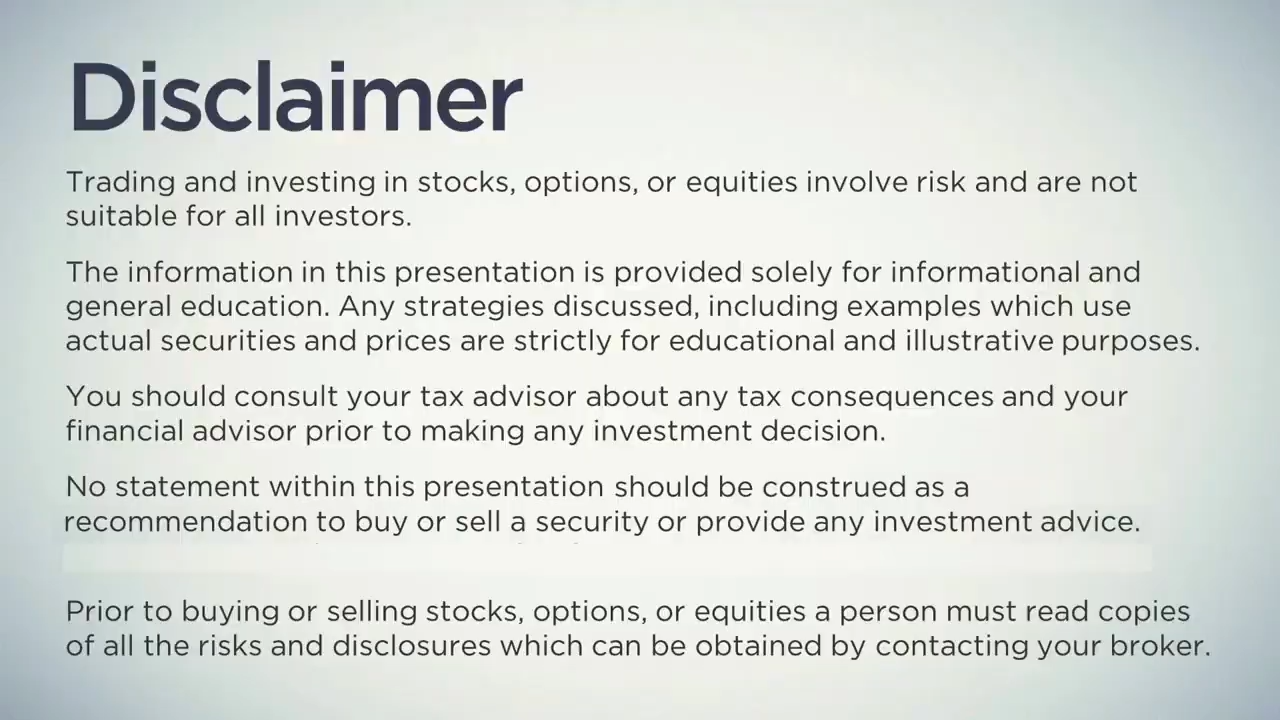 Disclaimer
Trading and investing in stocks, options, or equities involve risk and are not
suitable for all investors.
The information in this presentation is provided solely for informational and
general education. Any strategies discussed, including examples which use
actual securities and prices are strictly for educational and illustrative purposes.
You should consult your tax advisor about any tax consequences and your
financial advisor prior to making any investment decision.
No statement within this presentation should be construed as a
recommendation to buy or sell a security or provide any investment advice.
Prior to buying or selling stocks, options, or equities a person must read copies
of all the risks and disclosures which can be obtained by contacting your broker.